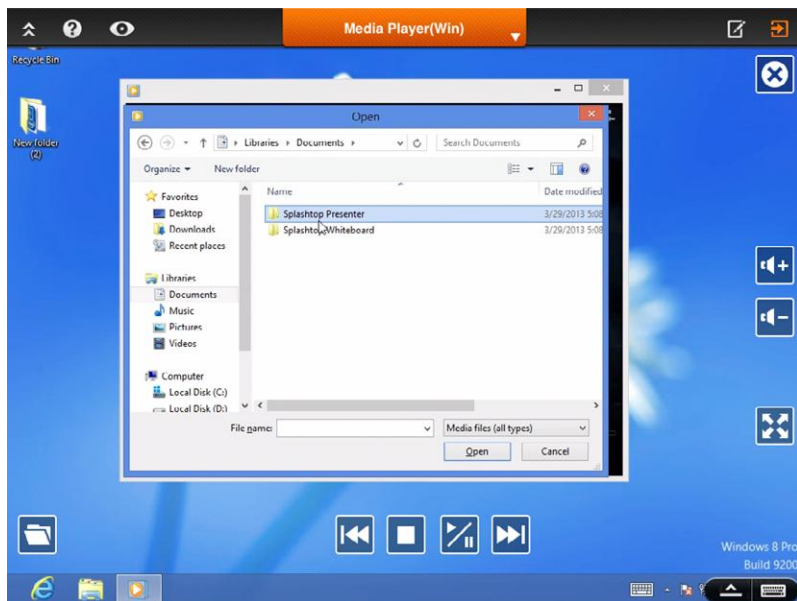 Media Player(Win)
Recycle Bin
New folder
(2)
Open
Libraries
Documents
Search Documents
Organize
New folder
Name
Date modified
Favorites
Splashtop Presenter
3/29/2013 5:08
Desktop
Splashtop Whiteboard
3/29/2013 5:08
Downloads
Recent places
Libraries
Documents
Music
Pictures
Videos
Computer
Local Disk (C:)
Local Disk (D:)
File name:
Media files (all types)
Open
Cancel
Windows 8 Pro
Build 9200